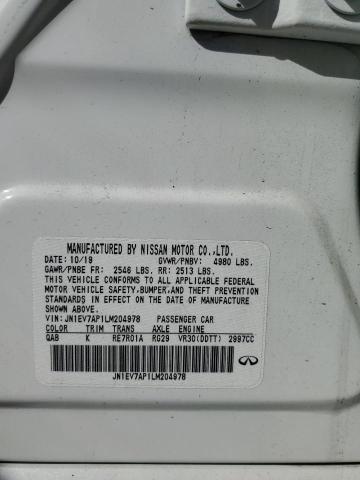 MANUFACTURED BY NISSAN MOTOR CO.,LTD.
DATE: 10/19 GVWR/PNBV: 4980 LBS.
GAWR/PNBE FR: 2546 LBS. RR: 2513 LBS.
THIS VEHICLE CONFORMS TO ALL APPLICABLE FEDERAL
MOTOR VEHICLE SAFETY,BUMPER,AND THEFT PREVENTION
STANDARDS IN EFFECT ON THE DATE OF MANUFACTURE
SHOWN ABOVE.
VIN: JN1EV7AP1LM204978 PASSENGER CAR
COLOR TRIM TRANS AXLE ENGINE
QAB K RE7R01A RG29 VR30(DDTT) 2997CC
JN1EV7AP1LM204978